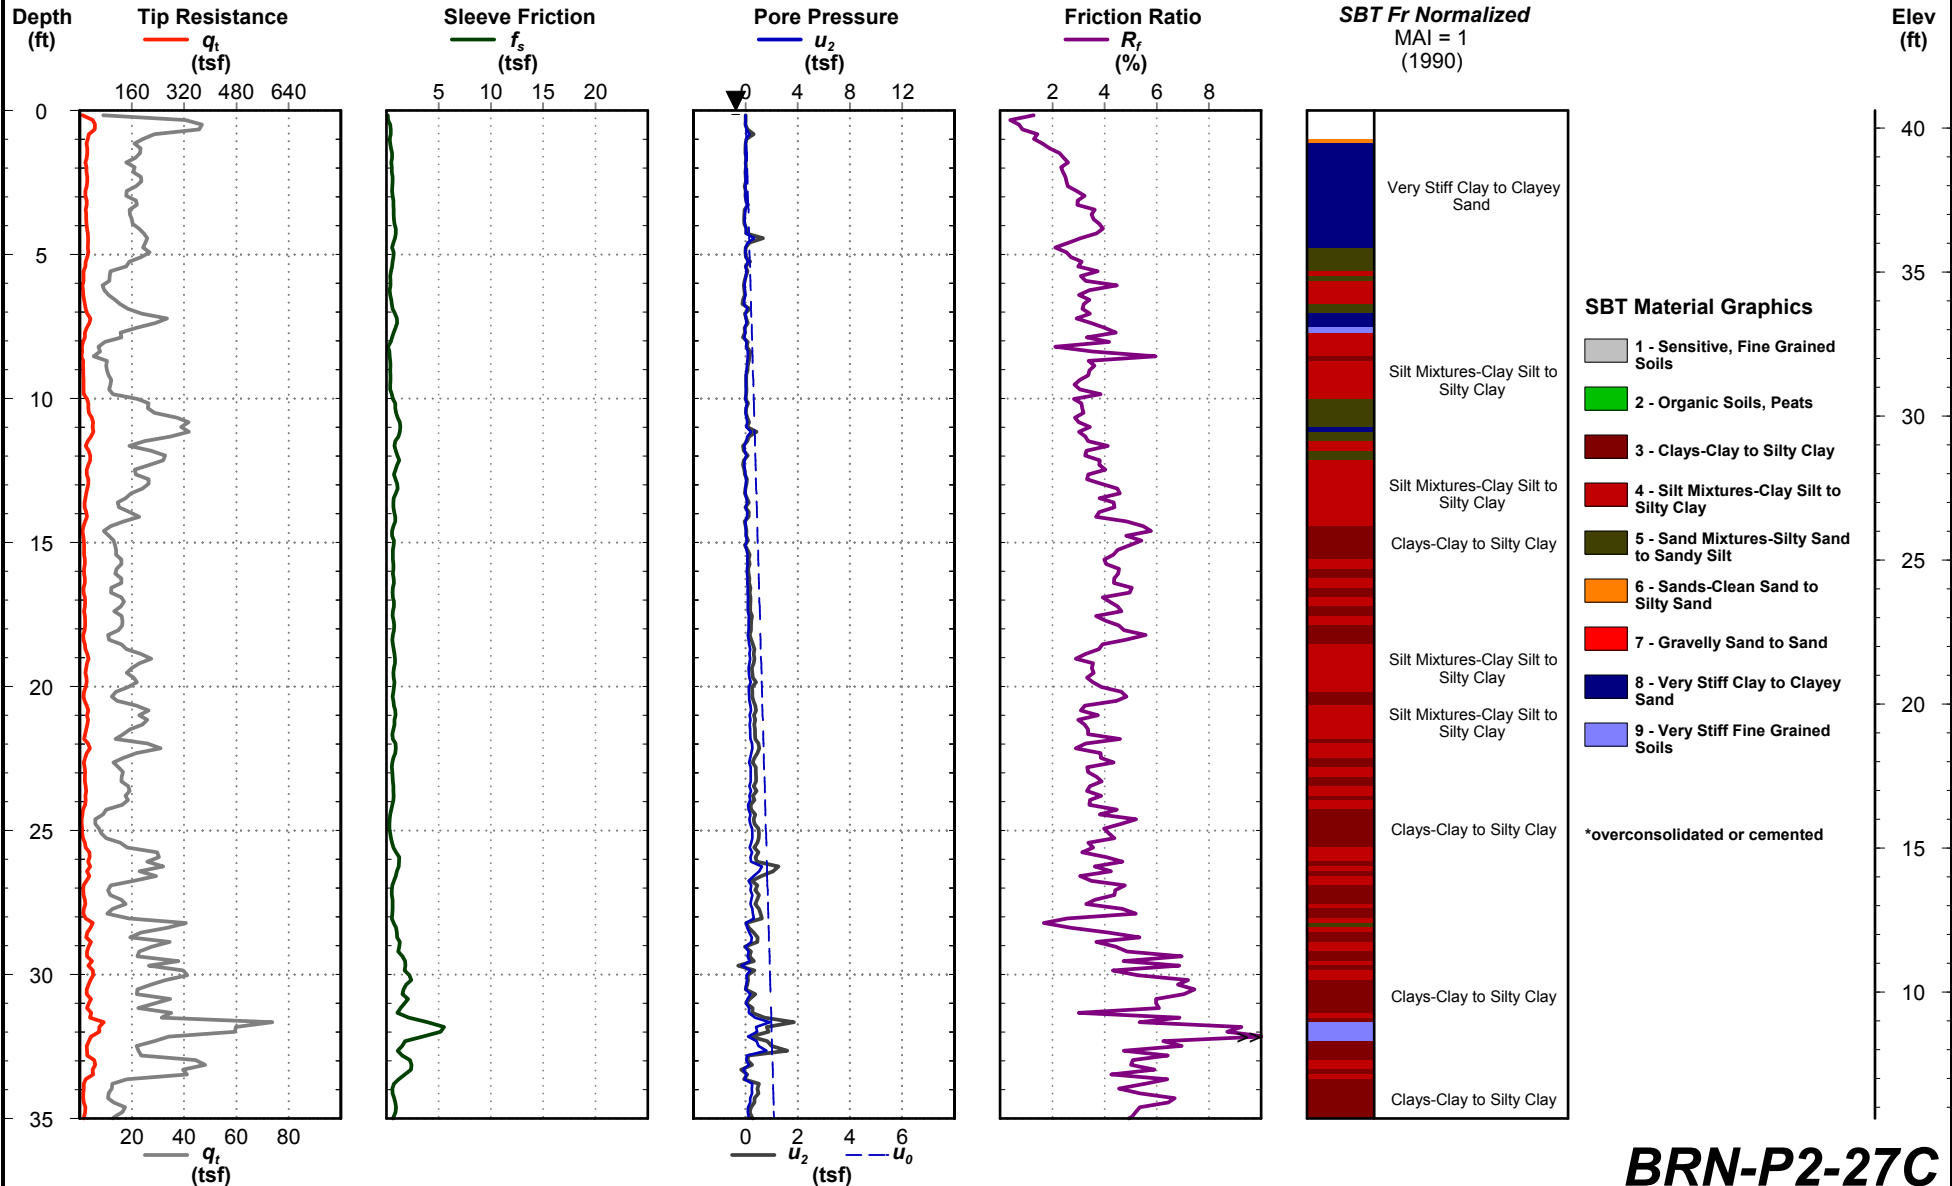 Depth
(ft)
Tip Resistance
qt
(tsf)
160 320 480 640
Sleeve Friction
fs
(tsf)
5 10 15 20
Pore Pressure
u2
(tsf)
0 4 8 12
Friction Ratio
Rf
(%)
2 4 6 8
SBT Fr Normalized
MAI = 1
(1990)
Elev
(ft)
0
5
10
15
20
25
30
35
20 40 60 80
qt
(tsf)
0 2 4 6
u2 u0
(tsf)
>>
Very Stiff Clay to Clayey
Sand
Silt Mixtures-Clay Silt to
Silty Clay
Silt Mixtures-Clay Silt to
Silty Clay
Clays-Clay to Silty Clay
Silt Mixtures-Clay Silt to
Silty Clay
Silt Mixtures-Clay Silt to
Silty Clay
Clays-Clay to Silty Clay
Clays-Clay to Silty Clay
Clays-Clay to Silty Clay
SBT Material Graphics
1 - Sensitive, Fine Grained
Soils
2 - Organic Soils, Peats
3 - Clays-Clay to Silty Clay
4 - Silt Mixtures-Clay Silt to
Silty Clay
5 - Sand Mixtures-Silty Sand
to Sandy Silt
6 - Sands-Clean Sand to
Silty Sand
7 - Gravelly Sand to Sand
8 - Very Stiff Clay to Clayey
Sand
9 - Very Stiff Fine Grained
Soils
*overconsolidated or cemented
40
35
30
25
20
15
10
BRN-P2-27C